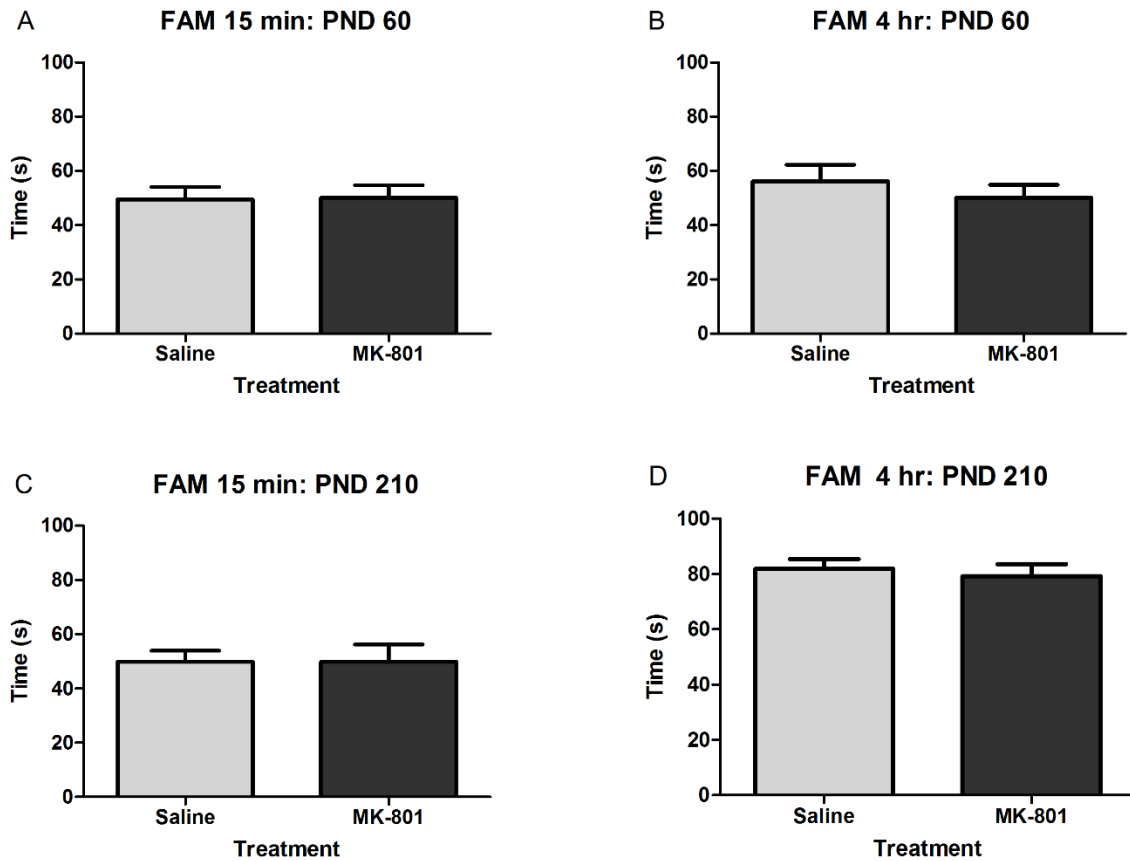 A
FAM 15 min: PND 60
100
80
60
40
20
0
Time (s)
Saline
MK-801
Treatment
B
FAM 4 hr: PND 60
100
80
60
40
20
0
Time (s)
Saline
MK-801
Treatment
C
FAM 15 min: PND 210
100
80
60
40
20
0
Time (s)
Saline
MK-801
Treatment
D
FAM 4 hr: PND 210
100
80
60
40
20
0
Time (s)
Saline
MK-801
Treatment